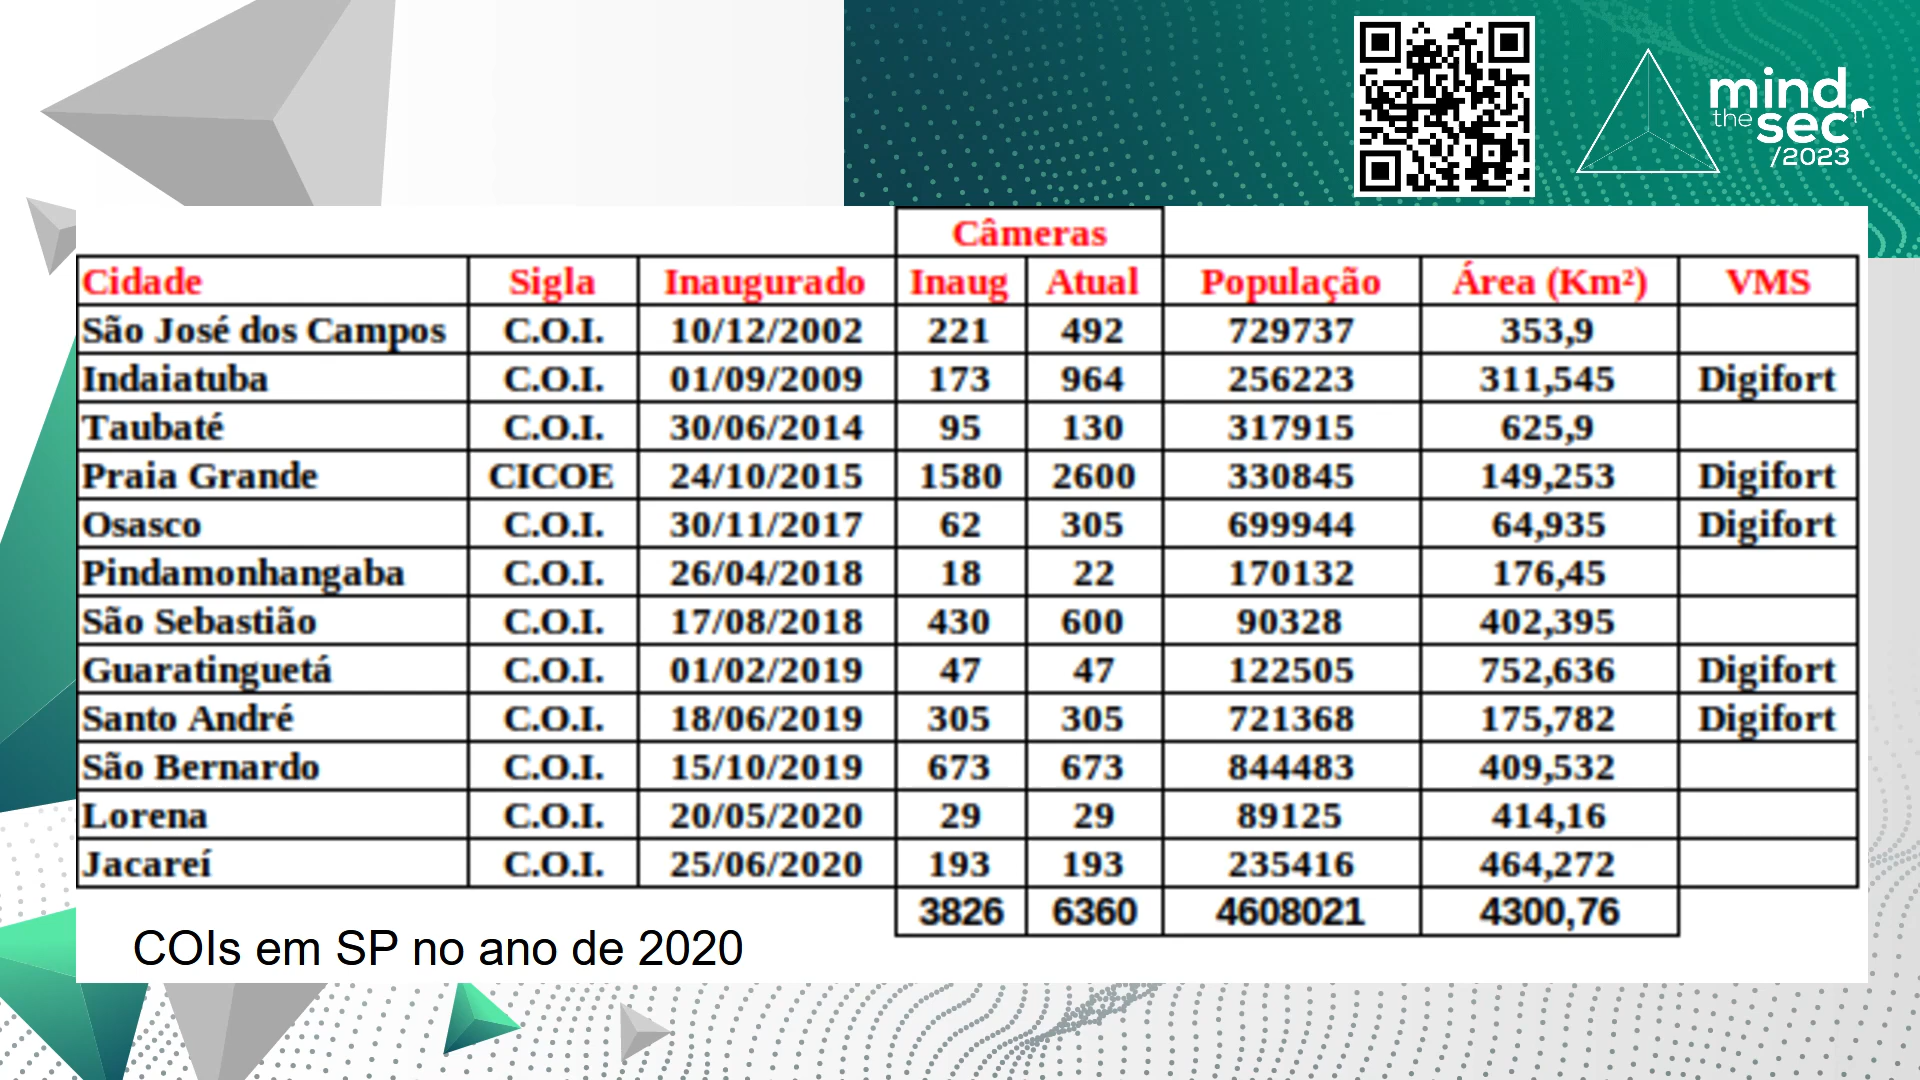 mind
the sec
/2023
Câmeras
Cidade Sigla Inaugurado Inaug Atual População Área (Km²) VMS
São José dos Campos C.O.I. 10/12/2002 221 492 729737 353,9
Indaiatuba C.O.I. 01/09/2009 173 964 256223 311,545 Digifort
Taubaté C.O.I. 30/06/2014 95 130 317915 625,9
Praia Grande CICOE 24/10/2015 1580 2600 330845 149,253 Digifort
Osasco C.O.I. 30/11/2017 62 305 699944 64,935 Digifort
Pindamonhangaba C.O.I. 26/04/2018 18 22 170132 176,45
São Sebastião C.O.I. 17/08/2018 430 600 90328 402,395
Guaratinguetá C.O.I. 01/02/2019 47 47 122505 752,636 Digifort
Santo André C.O.I. 18/06/2019 305 305 721368 175,782 Digifort
São Bernardo C.O.I. 15/10/2019 673 673 844483 409,532
Lorena C.O.I. 20/05/2020 29 29 89125 414,16
Jacareí C.O.I. 25/06/2020 193 193 235416 464,272
3826 6360 4608021 4300,76
COIs em SP no ano de 2020